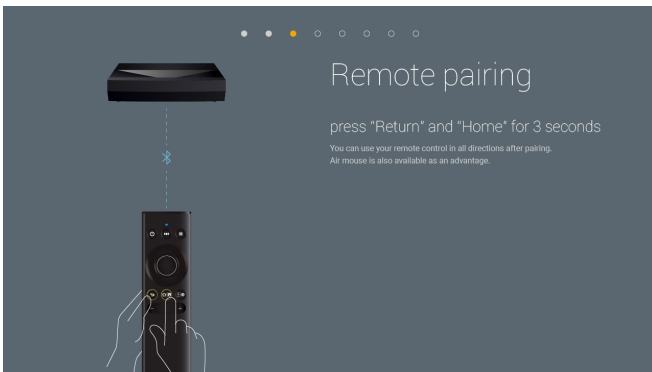 Remote pairing
press “Return” and “Home” for 3 seconds
You can use your remote control in all directions after pairing.
Air mouse is also available as an advantage.